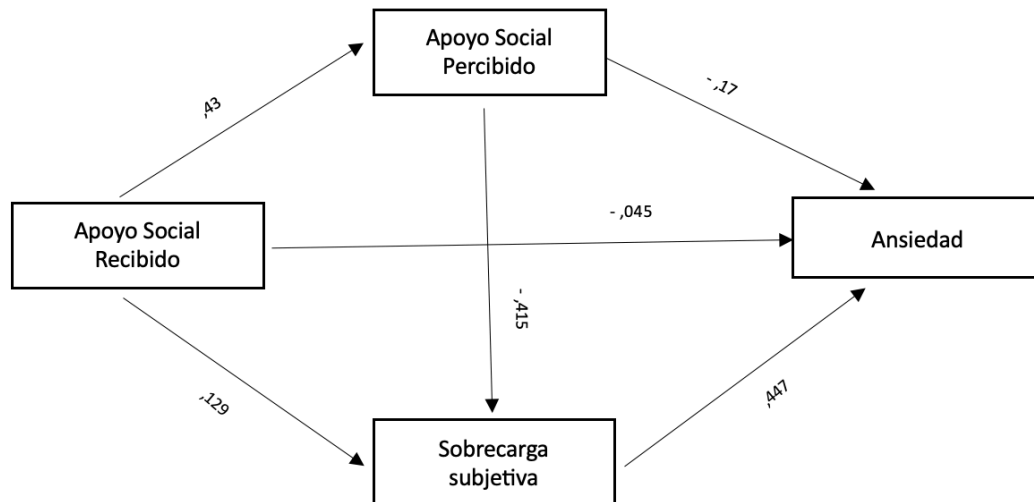 Apoyo Social
Percibido
- ,17
,43
Apoyo Social
Recibido
- ,045
Ansiedad
- ,415
,129
,447
Sobrecarga
subjetiva